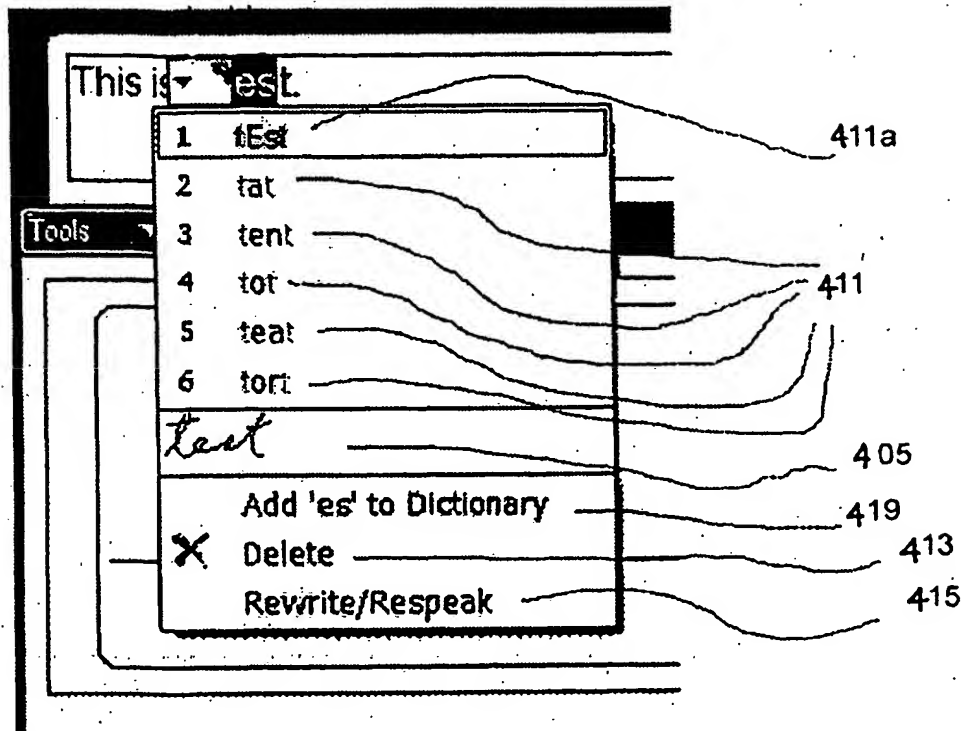 This is est.
1 tEst
411a
2 tat
Tools
3 tent
4 tot
411
5 teat
6 tort
test
405
Add 'es' to Dictionary
419
Delete
413
Rewrite/Respeak
415